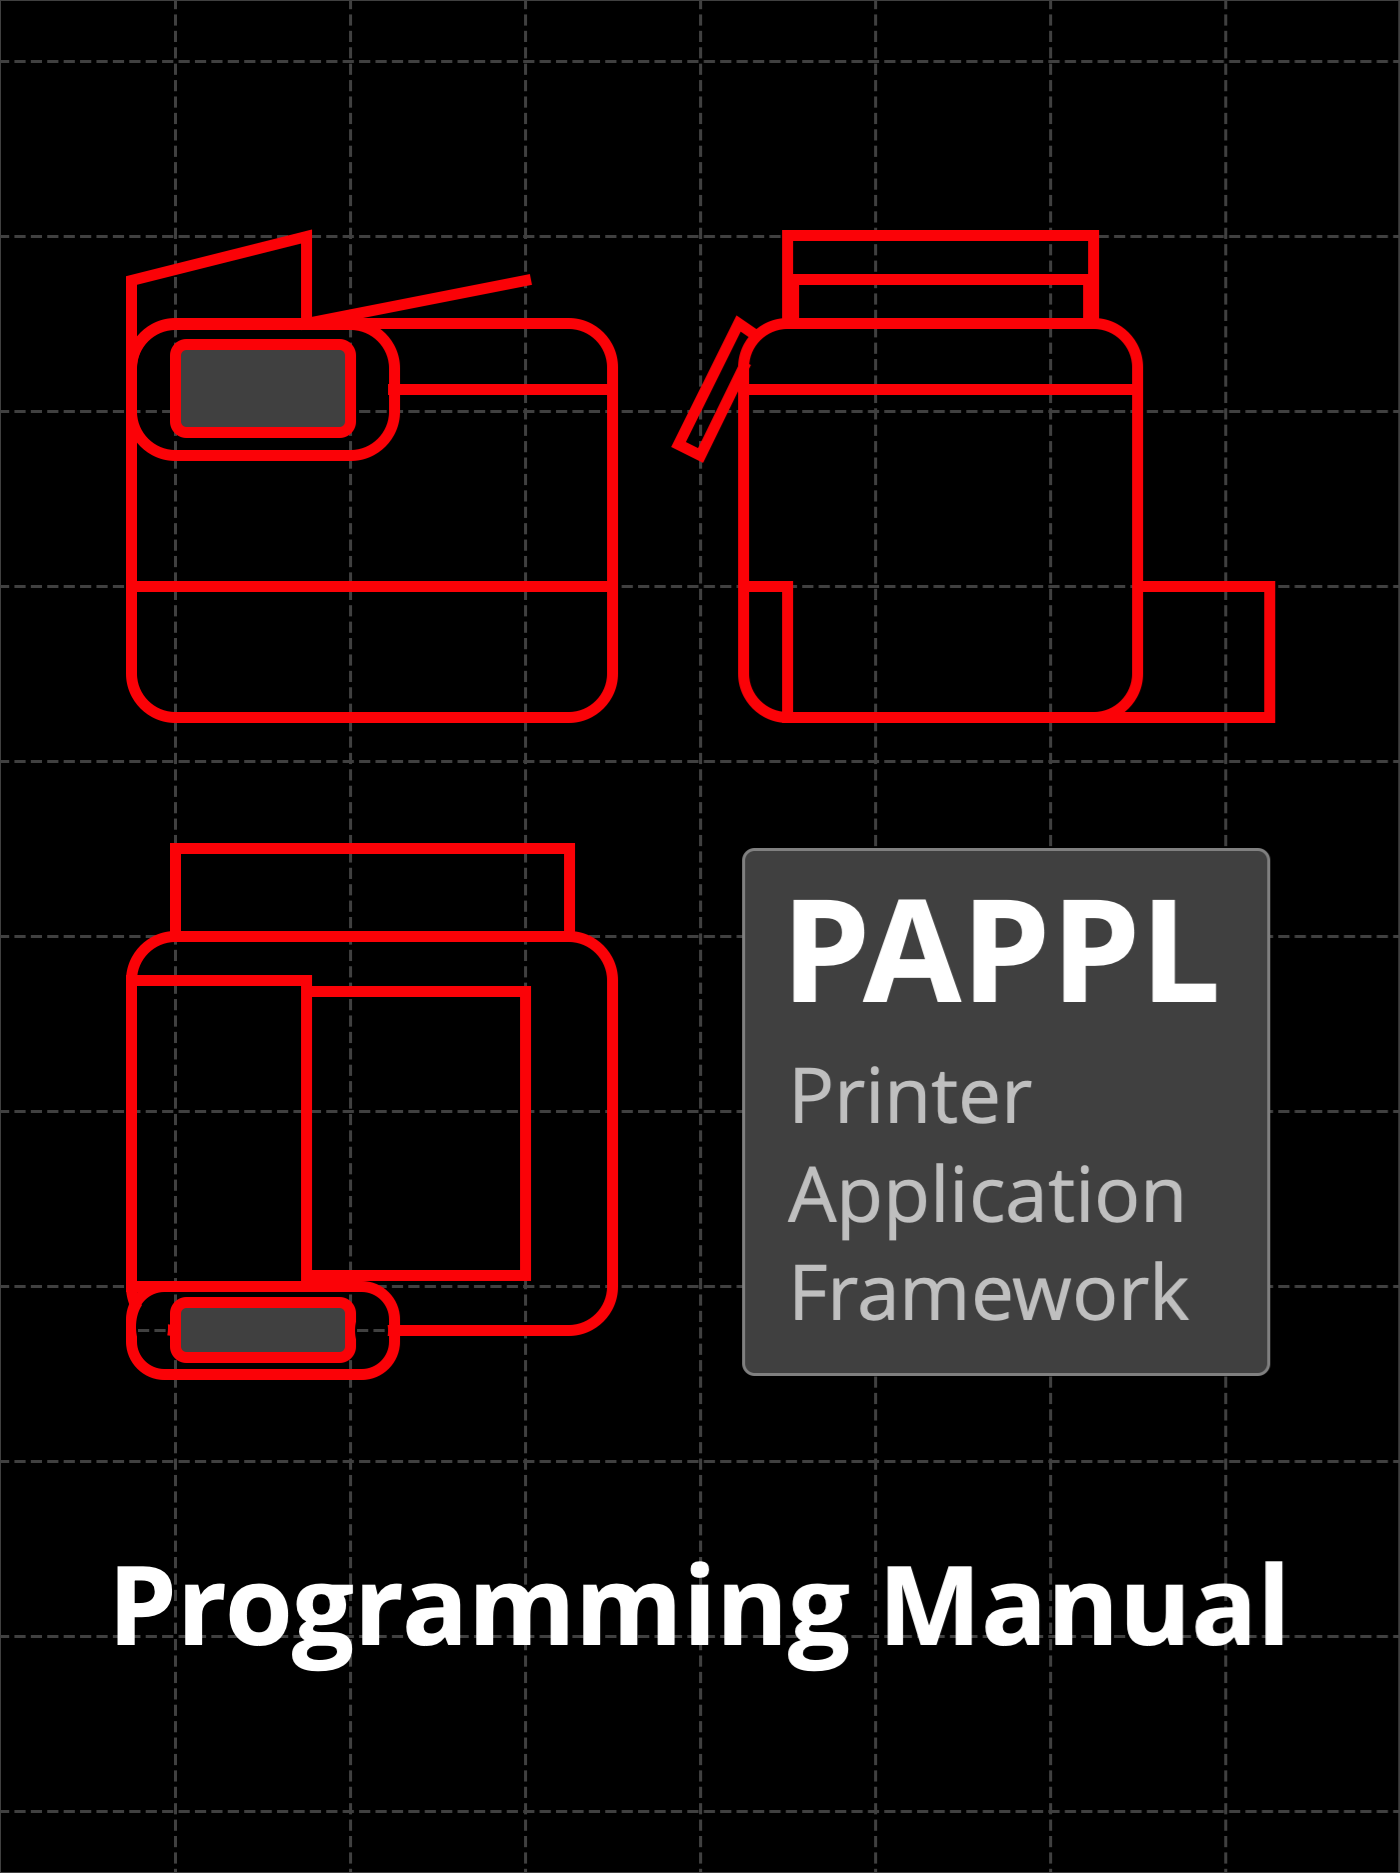 PAPPL
Printer
Application
Framework
Programming Manual